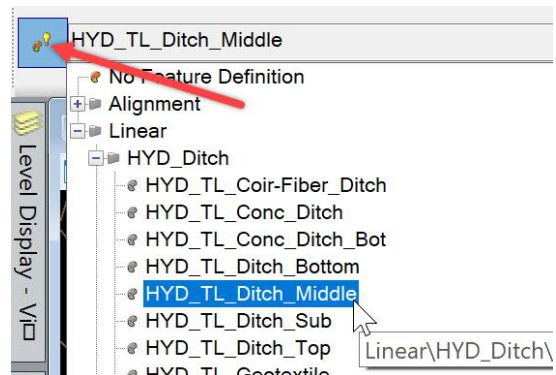 HYD_TL_Ditch_Middle
No Feature Definition
Alignment
Linear
HYD_Ditch
HYD_TL_Coir-Fiber_Ditch
HYD_TL_Conc_Ditch
HYD_TL_Conc_Ditch_Bot
HYD_TL_Ditch_Bottom
HYD_TL_Ditch_Middle
HYD_TL_Ditch_Sub
HYD_TL_Ditch_Top
Linear\HYD_Ditch\
HYD_TL_Geotextile
Level Display - Vi